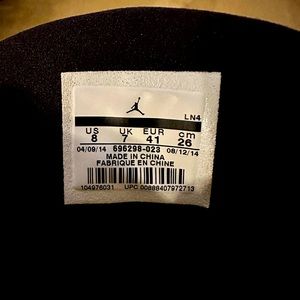 LN4
US UK EUR cm
8 7 41 26
04/09/14 696298-023 08/12/14
MADE IN CHINA
FABRIQUE EN CHINE
104976031 UPC 00888407972713